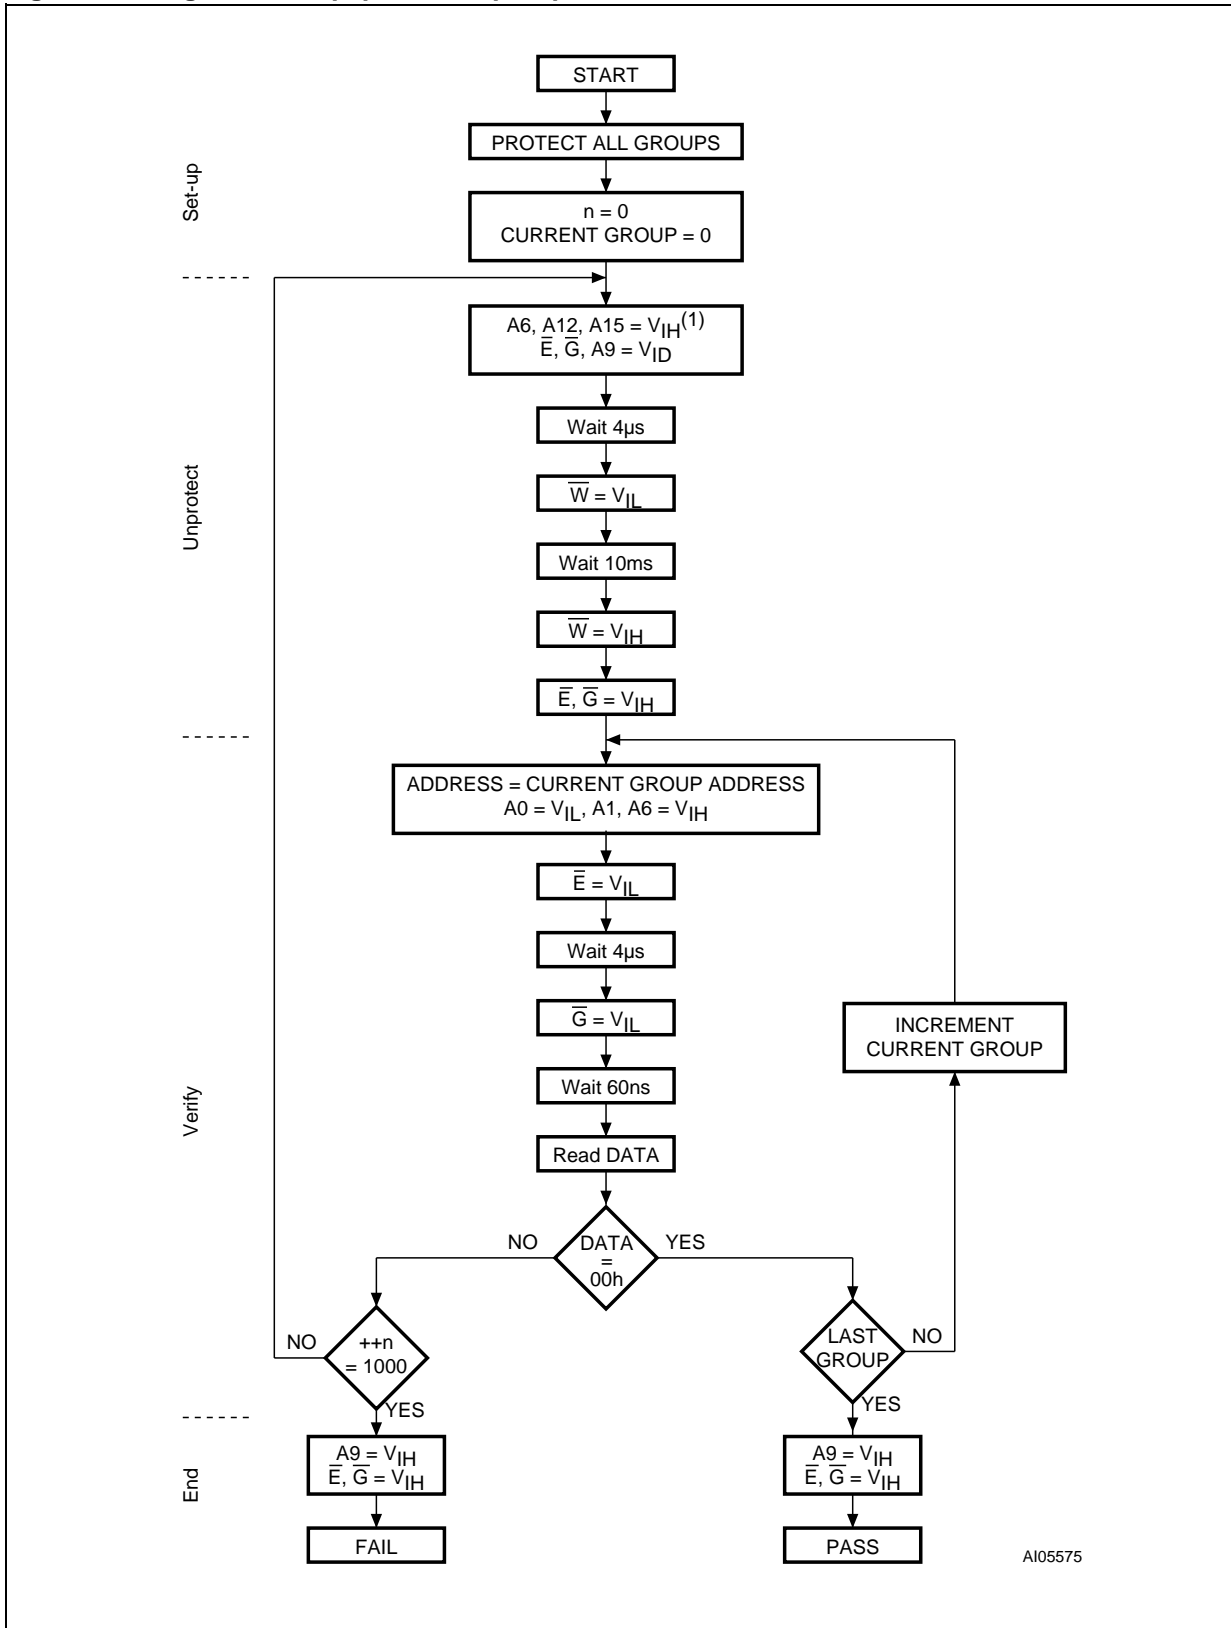 START
PROTECT ALL GROUPS
Set-up
n = 0
CURRENT GROUP = 0
A6, A12, A15 = VIH(1)
E̅, G̅, A9 = VID
Wait 4µs
Unprotect
W̅ = VIL
Wait 10ms
W̅ = VIH
E̅, G̅ = VIH
ADDRESS = CURRENT GROUP ADDRESS
A0 = VIL, A1, A6 = VIH
E̅ = VIL
Wait 4µs
G̅ = VIL
INCREMENT
CURRENT GROUP
Wait 60ns
Verify
Read DATA
NO
DATA
=
00h
YES
NO
++n
= 1000
LAST
GROUP
NO
YES
YES
End
A9 = VIH
E̅, G̅ = VIH
A9 = VIH
E̅, G̅ = VIH
FAIL
PASS
AI05575